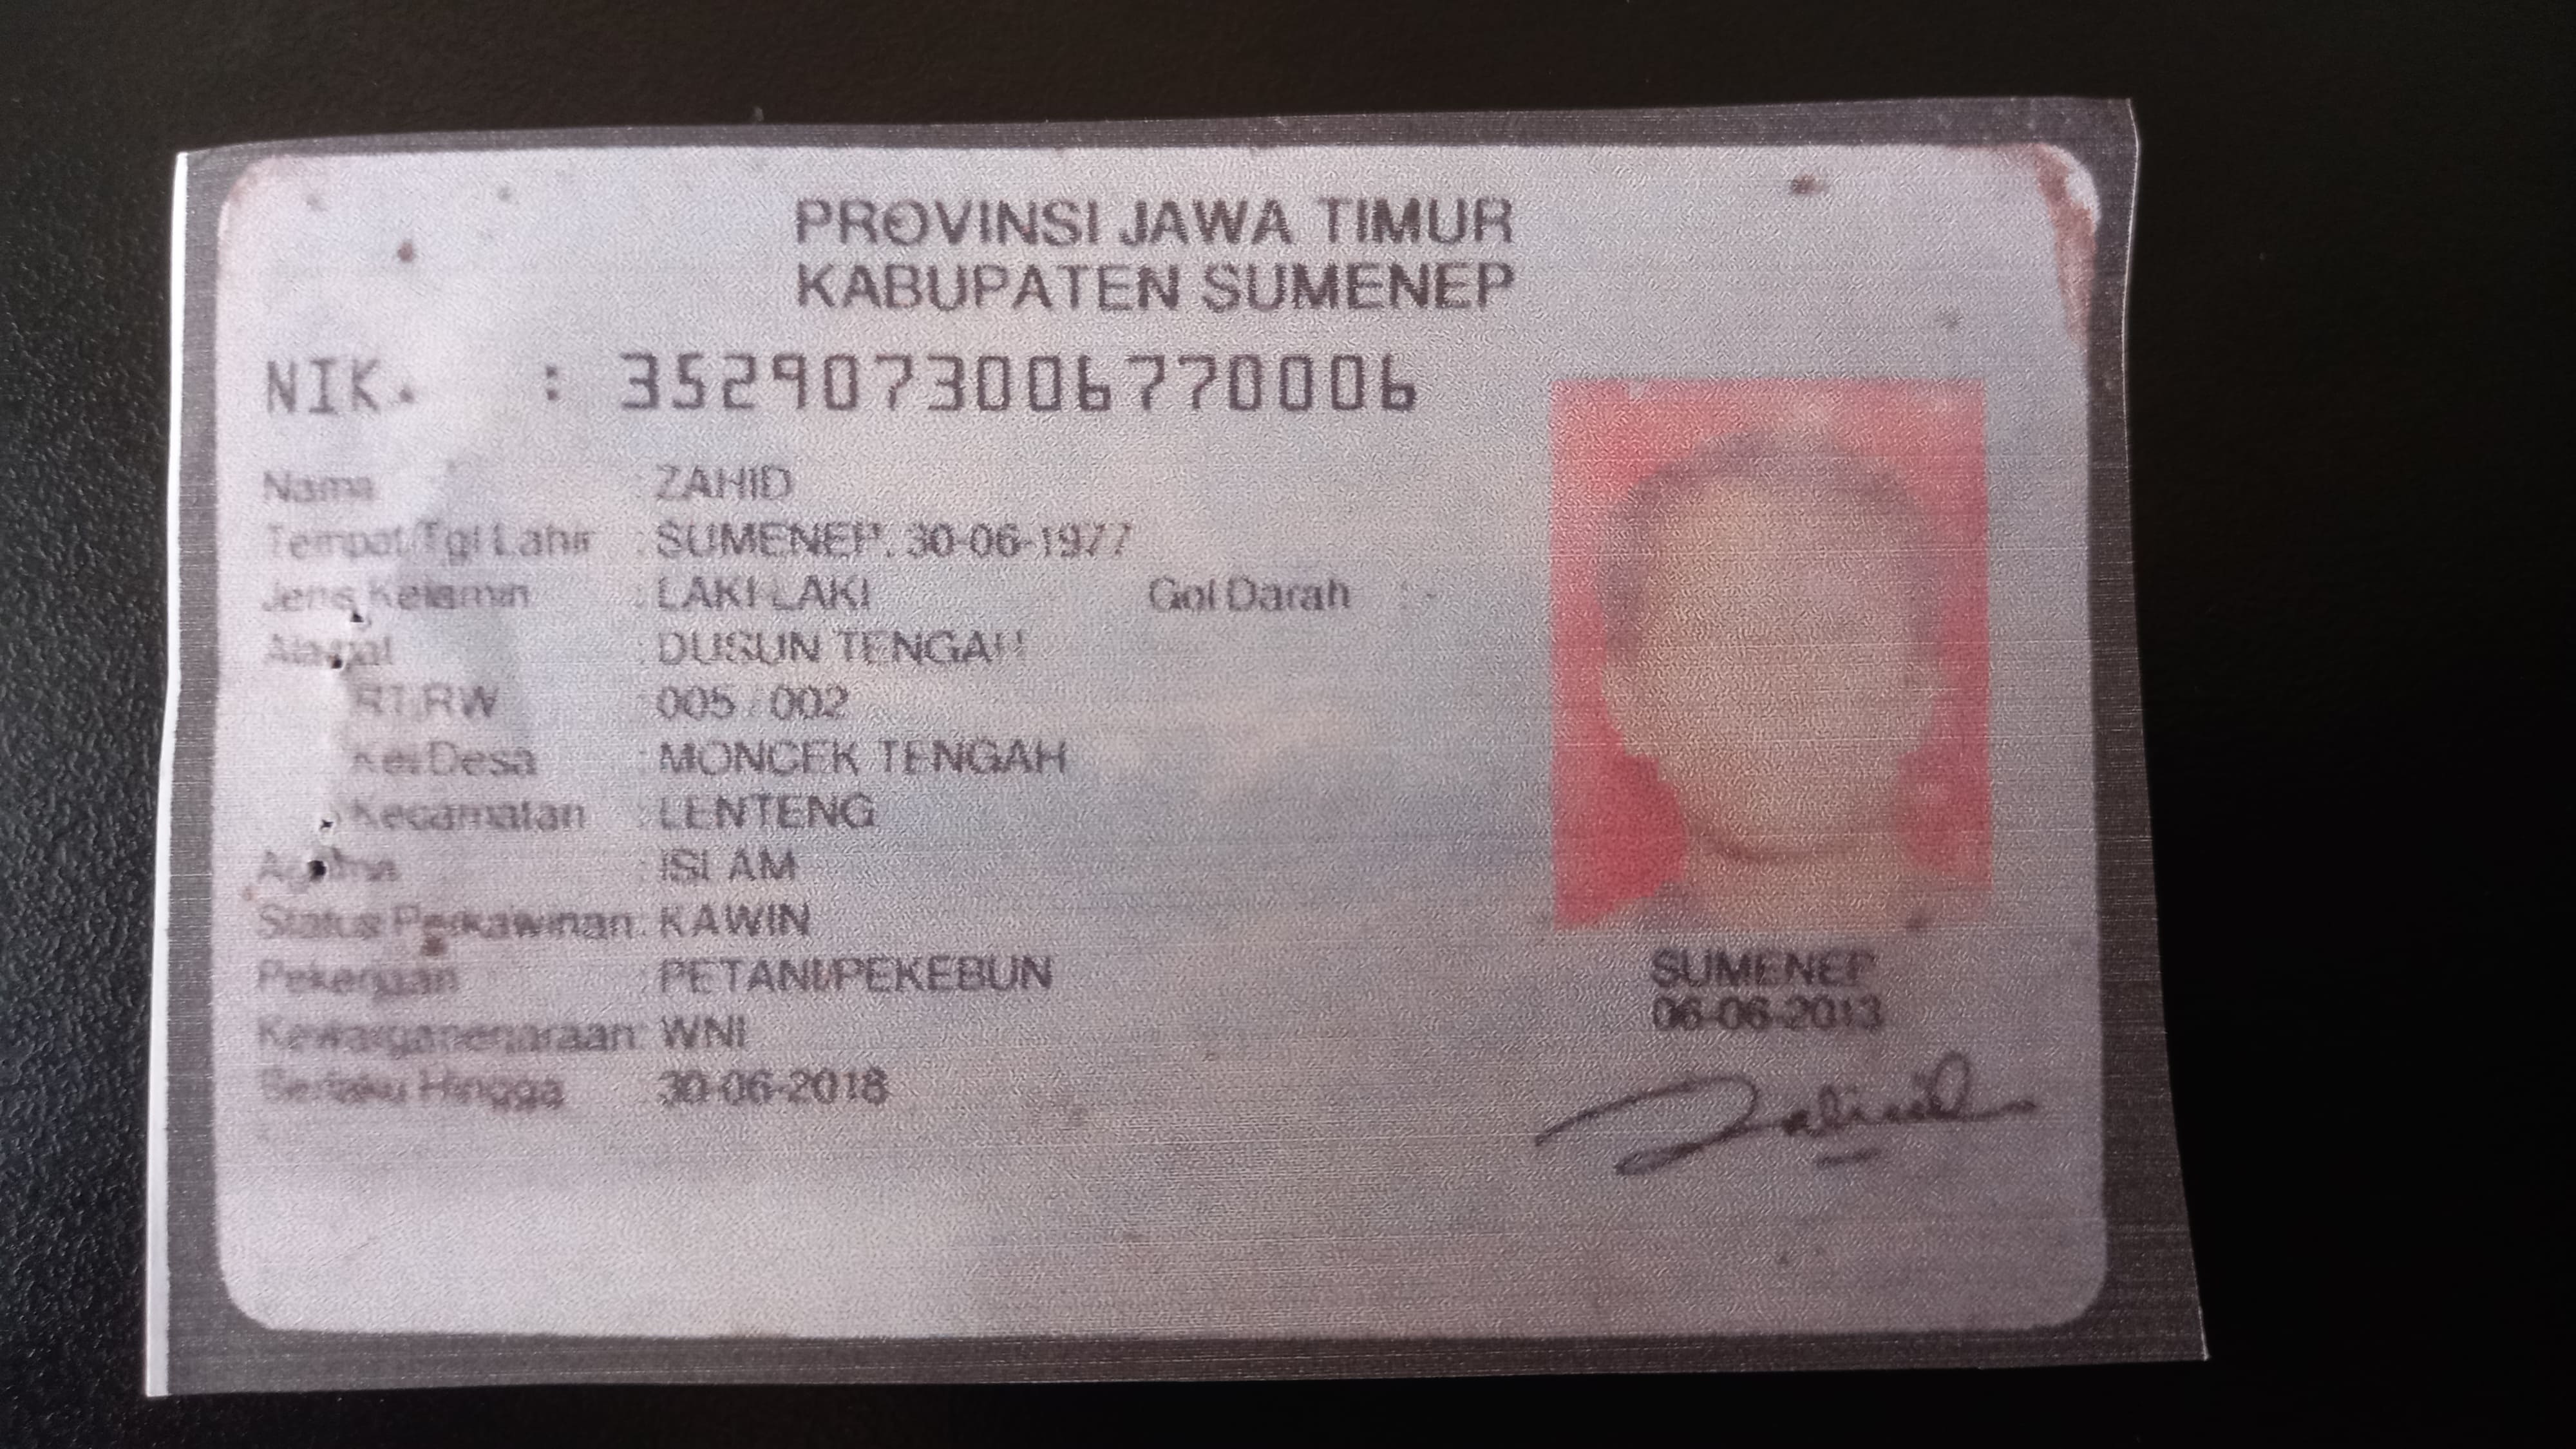 PROVINSI JAWA TIMUR
KABUPATEN SUMENEP
NIK : 3529073006770006
Nama : ZAHID
Tempat/Tgl Lahir : SUMENEP, 30-06-1977
Jenis Kelamin : LAKI-LAKI Gol Darah : -
Alamat : DUSUN TENGAH
RT/RW : 005 / 002
Kel/Desa : MONCEK TENGAH
Kecamatan : LENTENG
Agama : ISLAM
Status Perkawinan : KAWIN
Pekerjaan : PETANI/PEKEBUN
Kewarganegaraan : WNI
Berlaku Hingga : 30-06-2018
SUMENEP
06-06-2013
Zahid